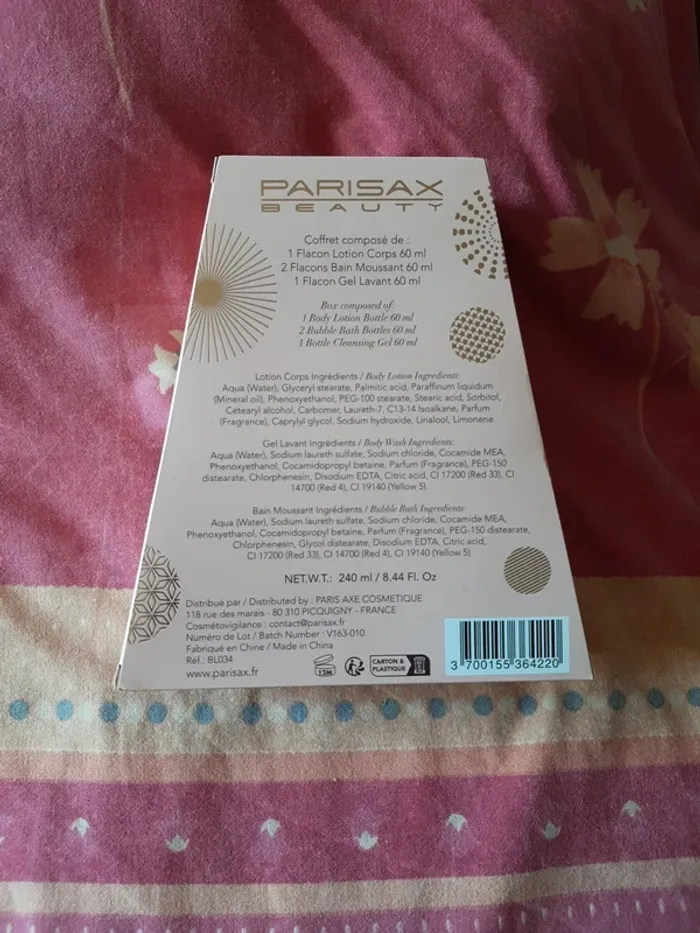 PARISAX
BEAUTY
Coffret composé de :
1 Flacon Lotion Corps 60 ml
2 Flacons Bain Moussant 60 ml
1 Flacon Gel Lavant 60 ml
Box composed of:
1 Body Lotion Bottle 60 ml
2 Bubble Bath Bottles 60 ml
1 Bottle Cleansing Gel 60 ml
Lotion Corps Ingrédients / Body Lotion Ingredients:
Aqua (Water), Glyceryl stearate, Palmitic acid, Paraffinum liquidum
(Mineral oil), Phenoxyethanol, PEG-100 stearate, Stearic acid, Sorbitol,
Cetearyl alcohol, Carbomer, Laureth-7, C13-14 Isoalkane, Parfum
(Fragrance), Caprylyl glycol, Sodium hydroxide, Linalool, Limonene.
Gel Lavant Ingrédients / Body Wash Ingredients:
Aqua (Water), Sodium laureth sulfate, Sodium chloride, Cocamide MEA,
Phenoxyethanol, Cocamidopropyl betaine, Parfum (Fragrance), PEG-150
distearate, Chlorphenesin, Disodium EDTA, Citric acid, CI 17200 (Red 33), CI
14700 (Red 4), CI 19140 (Yellow 5).
Bain Moussant Ingrédients / Bubble Bath Ingredients:
Aqua (Water), Sodium laureth sulfate, Sodium chloride, Cocamide MEA,
Phenoxyethanol, Cocamidopropyl betaine, Parfum (Fragrance), PEG-150 distearate,
Chlorphenesin, Glycol distearate, Disodium EDTA, Citric acid,
CI 17200 (Red 33), CI 14700 (Red 4), CI 19140 (Yellow 5).
NET.WT.: 240 ml / 8.44 Fl. Oz
Distribué par / Distributed by : PARIS AXE COSMETIQUE
118 rue des marais - 80 310 PICQUIGNY - FRANCE
Cosmétovigilance : contact@parisax.fr
Numéro de Lot / Batch Number : V163-010
Fabriqué en Chine / Made in China
Réf.: BL034
www.parisax.fr
12M
CARTON &
PLASTIQUE
3 700155 364220